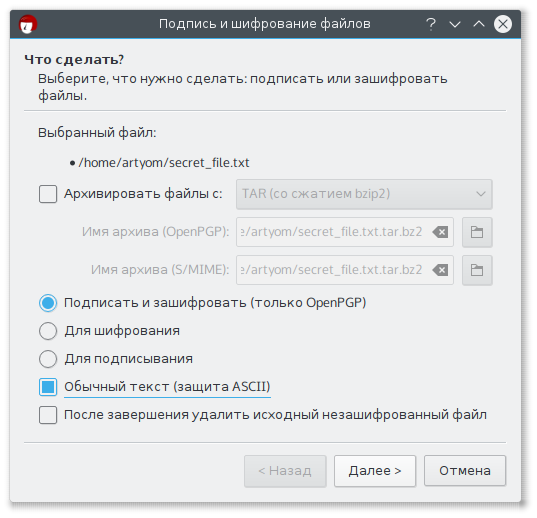 Подпись и шифрование файлов
Что сделать?
Выберите, что нужно сделать: подписать или зашифровать
файлы.
Выбранный файл:
• /home/artyom/secret_file.txt
Архивировать файлы с: TAR (со сжатием bzip2)
Имя архива (OpenPGP): e/artyom/secret_file.txt.tar.bz2
Имя архива (S/MIME): e/artyom/secret_file.txt.tar.bz2
Подписать и зашифровать (только OpenPGP)
Для шифрования
Для подписывания
Обычный текст (защита ASCII)
После завершения удалить исходный незашифрованный файл
< Назад Далее > Отмена